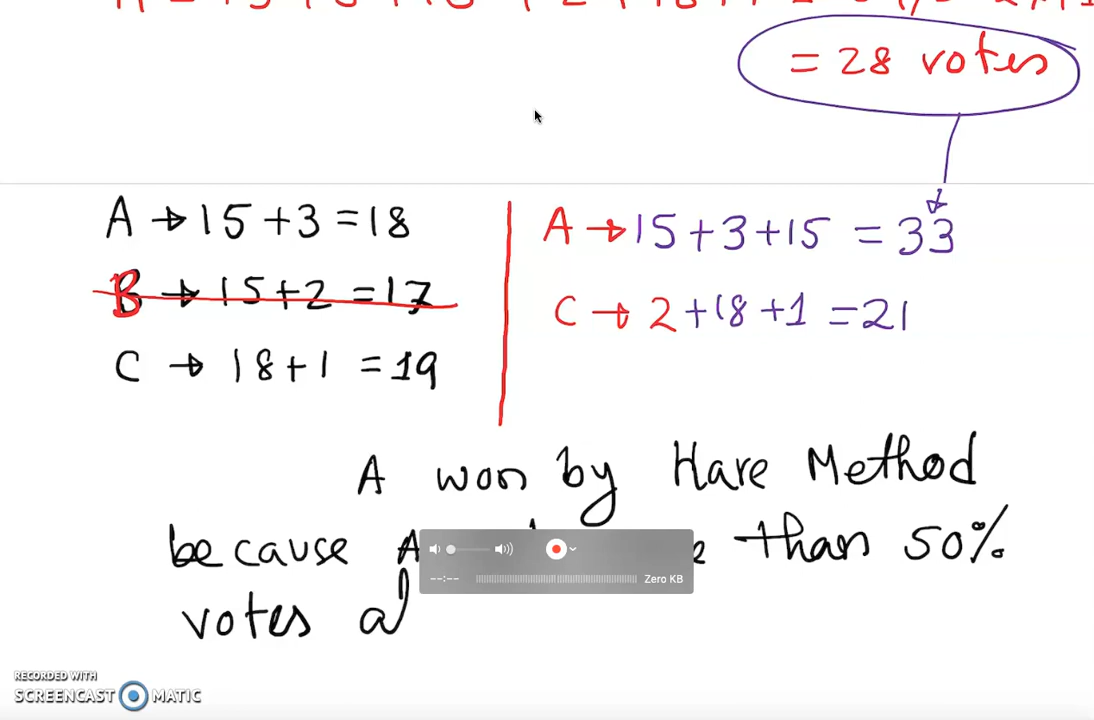 = 28 votes
A → 15 + 3 = 18
B → 15 + 2 = 17
C → 18 + 1 = 19
A → 15 + 3 + 15 = 33
C → 2 + 18 + 1 = 21
A won by Hare Method
because A than 50%
votes
--:-- Zero KB
RECORDED WITH
SCREENCAST MATIC